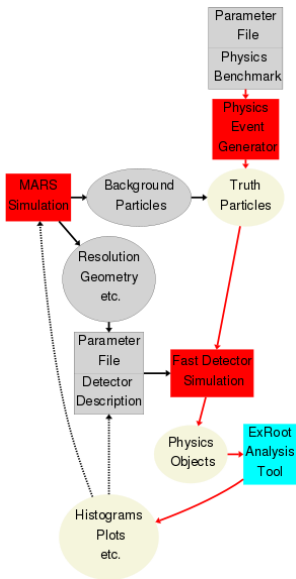 Parameter
File
Physics
Benchmark
Physics
Event
Generator
MARS
Simulation
Background
Particles
Truth
Particles
Resolution
Geometry
etc.
Parameter
File
Detector
Description
Fast Detector
Simulation
Physics
Objects
ExRoot
Analysis
Tool
Histograms
Plots
etc.